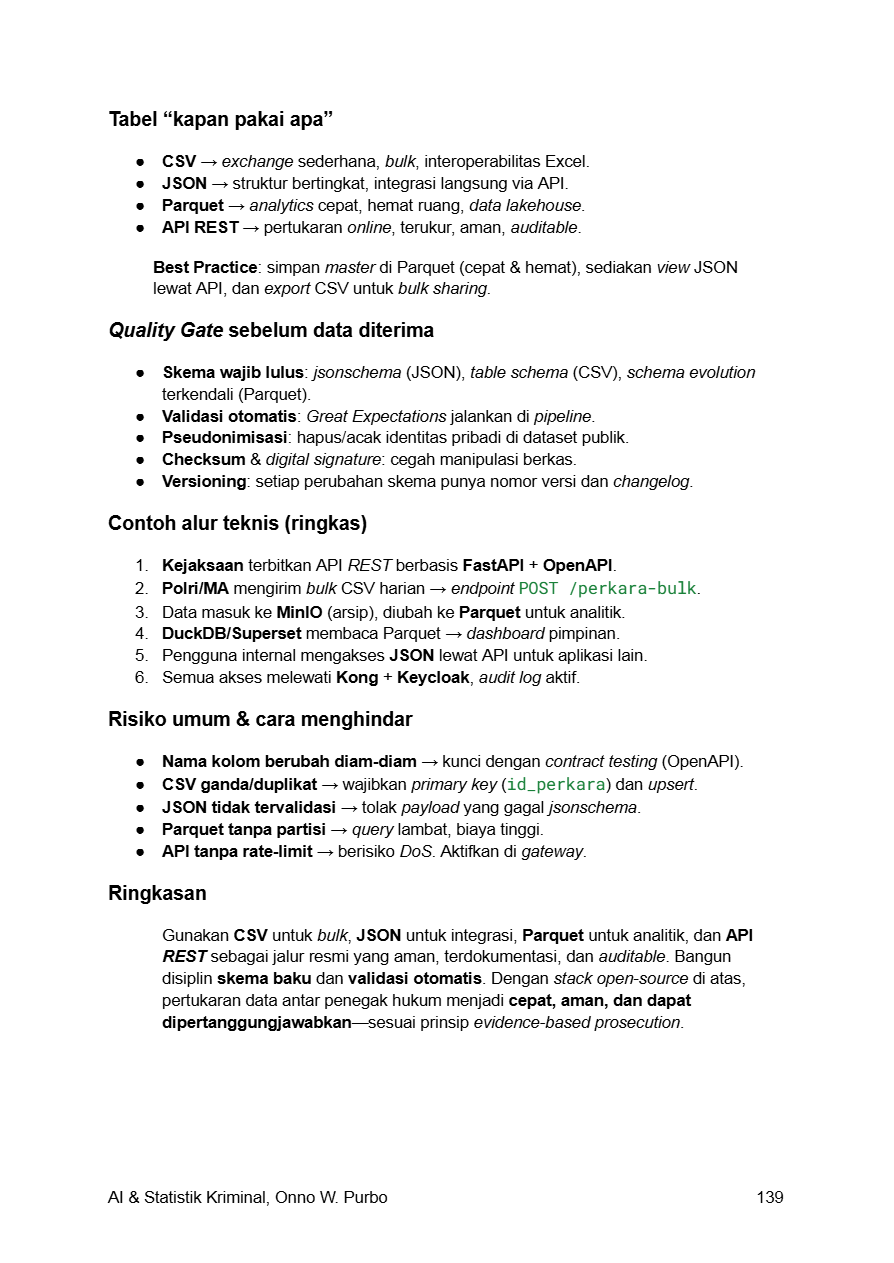 Tabel “kapan pakai apa”
● CSV → exchange sederhana, bulk, interoperabilitas Excel.
● JSON → struktur bertingkat, integrasi langsung via API.
● Parquet → analytics cepat, hemat ruang, data lakehouse.
● API REST → pertukaran online, terukur, aman, auditable.
Best Practice: simpan master di Parquet (cepat & hemat), sediakan view JSON
lewat API, dan export CSV untuk bulk sharing.
Quality Gate sebelum data diterima
● Skema wajib lulus: jsonschema (JSON), table schema (CSV), schema evolution
terkendali (Parquet).
● Validasi otomatis: Great Expectations jalankan di pipeline.
● Pseudonimisasi: hapus/acak identitas pribadi di dataset publik.
● Checksum & digital signature: cegah manipulasi berkas.
● Versioning: setiap perubahan skema punya nomor versi dan changelog.
Contoh alur teknis (ringkas)
1. Kejaksaan terbitkan API REST berbasis FastAPI + OpenAPI.
2. Polri/MA mengirim bulk CSV harian → endpoint POST /perkara-bulk.
3. Data masuk ke MinIO (arsip), diubah ke Parquet untuk analitik.
4. DuckDB/Superset membaca Parquet → dashboard pimpinan.
5. Pengguna internal mengakses JSON lewat API untuk aplikasi lain.
6. Semua akses melewati Kong + Keycloak, audit log aktif.
Risiko umum & cara menghindar
● Nama kolom berubah diam-diam → kunci dengan contract testing (OpenAPI).
● CSV ganda/duplikat → wajibkan primary key (id_perkara) dan upsert.
● JSON tidak tervalidasi → tolak payload yang gagal jsonschema.
● Parquet tanpa partisi → query lambat, biaya tinggi.
● API tanpa rate-limit → berisiko DoS. Aktifkan di gateway.
Ringkasan
Gunakan CSV untuk bulk, JSON untuk integrasi, Parquet untuk analitik, dan API
REST sebagai jalur resmi yang aman, terdokumentasi, dan auditable. Bangun
disiplin skema baku dan validasi otomatis. Dengan stack open-source di atas,
pertukaran data antar penegak hukum menjadi cepat, aman, dan dapat
dipertanggungjawabkan—sesuai prinsip evidence-based prosecution.
AI & Statistik Kriminal, Onno W. Purbo 139